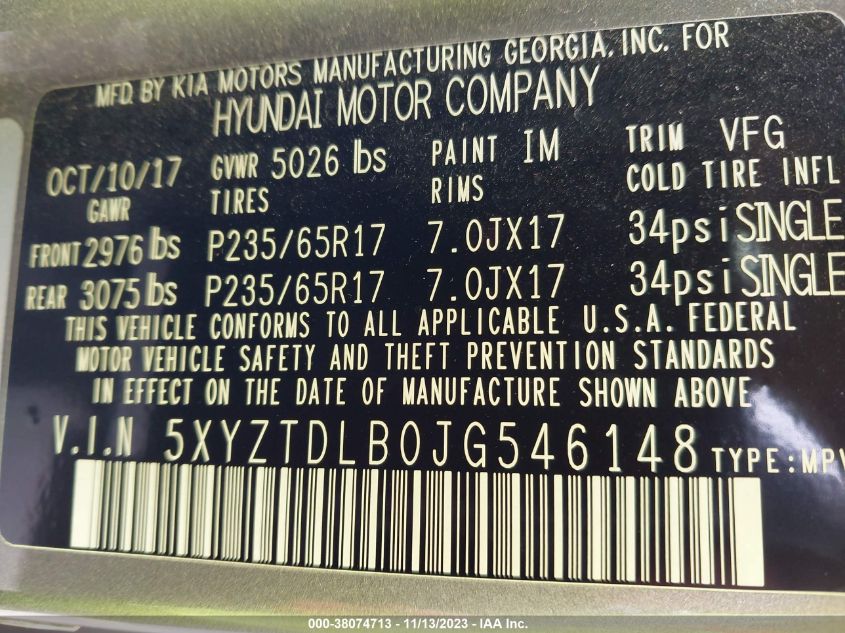 MFD. BY KIA MOTORS MANUFACTURING GEORGIA, INC. FOR
HYUNDAI MOTOR COMPANY
OCT/10/17 GVWR 5026 lbs PAINT IM TRIM VFG
GAWR TIRES RIMS COLD TIRE INFL
FRONT 2976 lbs P235/65R17 7.0JX17 34psi SINGLE
REAR 3075 lbs P235/65R17 7.0JX17 34psi SINGLE
THIS VEHICLE CONFORMS TO ALL APPLICABLE U.S.A. FEDERAL
MOTOR VEHICLE SAFETY AND THEFT PREVENTION STANDARDS
IN EFFECT ON THE DATE OF MANUFACTURE SHOWN ABOVE
V.I.N 5XYZTDLB0JG546148 TYPE:MPV
000-38074713 - 11/13/2023 - IAA Inc.